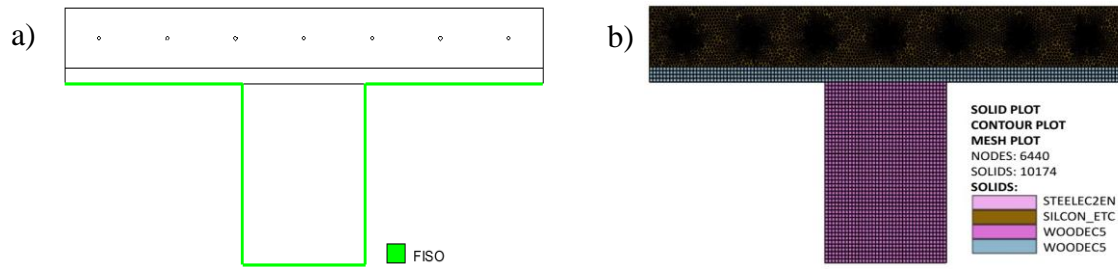 a)
FISO
b)
SOLID PLOT
CONTOUR PLOT
MESH PLOT
NODES: 6440
SOLIDS: 10174
SOLIDS:
STEELEC2EN
SILCON_ETC
WOODEC5
WOODEC5